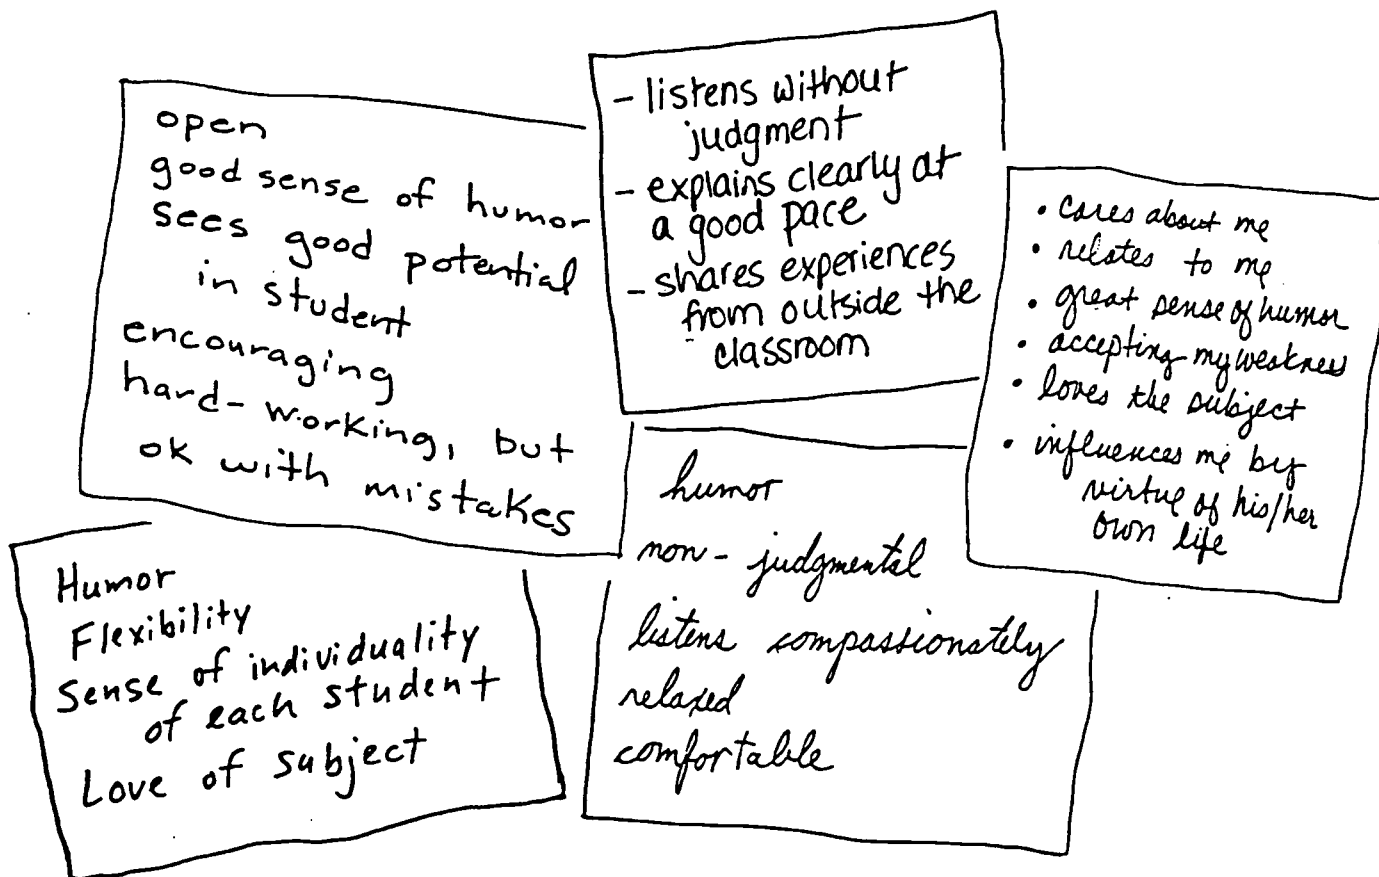 open
good sense of humor
sees good potential
in student
encouraging
hard-working, but
ok with mistakes
- listens without
judgment
- explains clearly at
a good pace
- shares experiences
from outside the
classroom
• cares about me
• relates to me
• great sense of humor
• accepting my weakness
• loves the subject
• influences me by
virtue of his/her
own life
Humor
Flexibility
Sense of individuality
of each student
Love of subject
humor
non-judgmental
listens compassionately
relaxed
comfortable